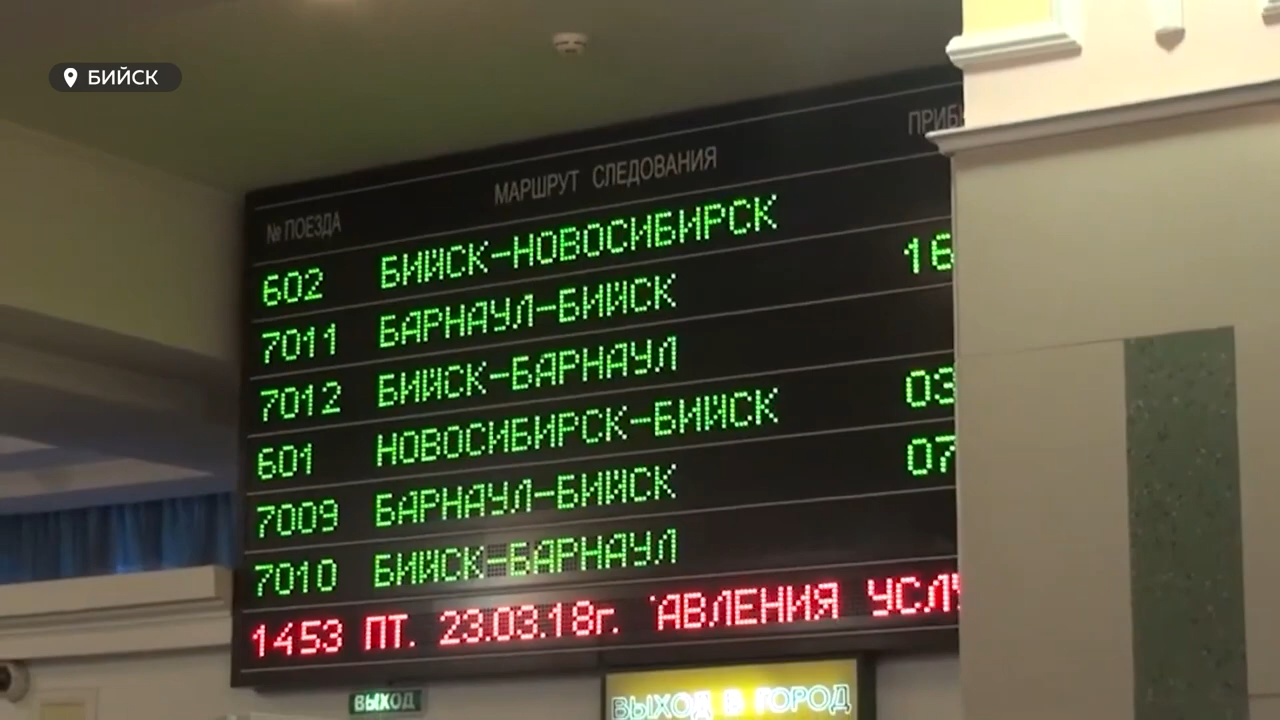 БИЙСК
№ ПОЕЗДА МАРШРУТ СЛЕДОВАНИЯ
602 БИЙСК-НОВОСИБИРСК
7011 БАРНАУЛ-БИЙСК 16
7012 БИЙСК-БАРНАУЛ
601 НОВОСИБИРСК-БИЙСК 03
7009 БАРНАУЛ-БИЙСК 07
7010 БИЙСК-БАРНАУЛ
1453 ПТ. 23.03.18г. АВЛЕНИЯ УСЛ
ВЫХОД
ВЫХОД В ГОРОД